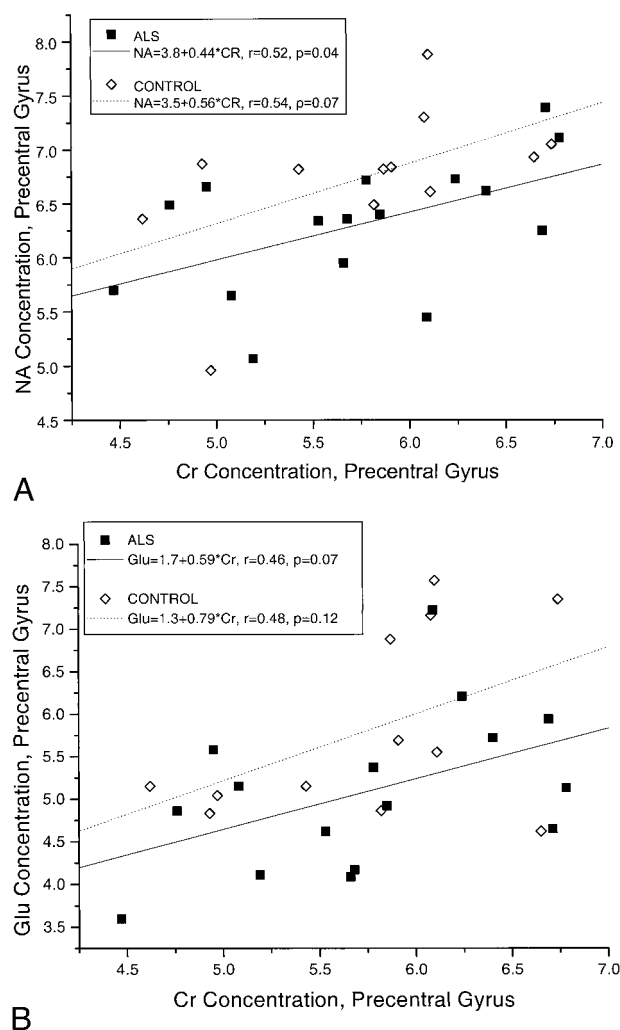 ALS
NA=3.8+0.44*CR, r=0.52, p=0.04
CONTROL
NA=3.5+0.56*CR, r=0.54, p=0.07
NA Concentration, Precentral Gyrus
8.0
7.5
7.0
6.5
6.0
5.5
5.0
4.5
4.5 5.0 5.5 6.0 6.5 7.0
Cr Concentration, Precentral Gyrus
A
ALS
Glu=1.7+0.59*Cr, r=0.46, p=0.07
CONTROL
Glu=1.3+0.79*Cr, r=0.48, p=0.12
Glu Concentration, Precentral Gyrus
8.0
7.5
7.0
6.5
6.0
5.5
5.0
4.5
4.0
3.5
4.5 5.0 5.5 6.0 6.5 7.0
Cr Concentration, Precentral Gyrus
B